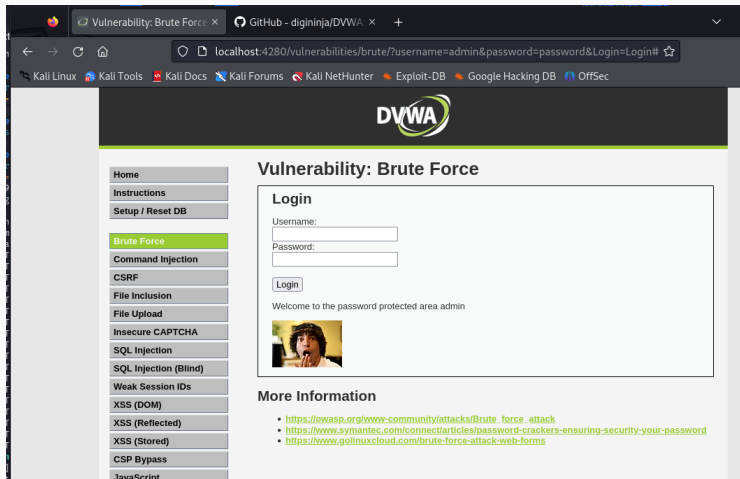 Vulnerability: Brute Force
GitHub - digininja/DVWA:
localhost:4280/vulnerabilities/brute/?username=admin&password=password&Login=Login#
Kali Linux Kali Tools Kali Docs Kali Forums Kali NetHunter Exploit-DB Google Hacking DB OffSec
DVWA
Home
Instructions
Setup / Reset DB
Brute Force
Command Injection
CSRF
File Inclusion
File Upload
Insecure CAPTCHA
SQL Injection
SQL Injection (Blind)
Weak Session IDs
XSS (DOM)
XSS (Reflected)
XSS (Stored)
CSP Bypass
JavaScript
Vulnerability: Brute Force
Login
Username:
Password:
Login
Welcome to the password protected area admin
More Information
https://owasp.org/www-community/attacks/Brute_force_attack
https://www.symantec.com/connect/articles/password-crackers-ensuring-security-your-password
https://www.golinuxcloud.com/brute-force-attack-web-forms